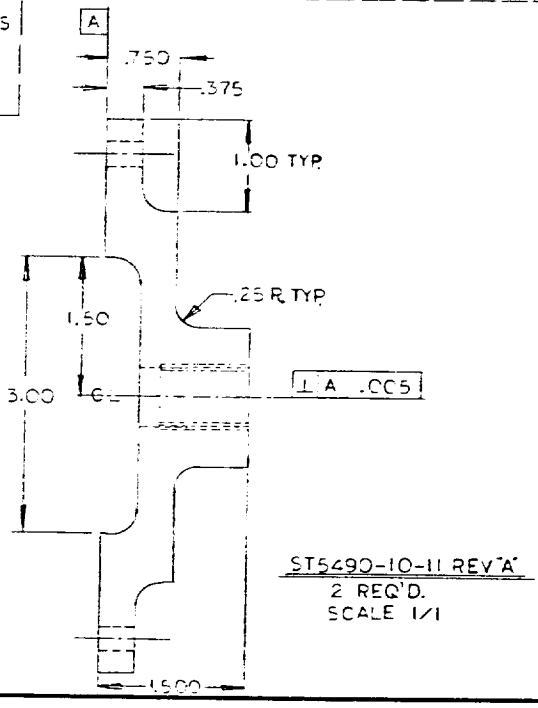 S
A
.750
.375
1.00 TYP.
.25 R. TYP.
1.50
3.00
CL
⊥ A .005
ST5490-10-11 REV "A"
2 REQ'D.
SCALE 1/1
1.500